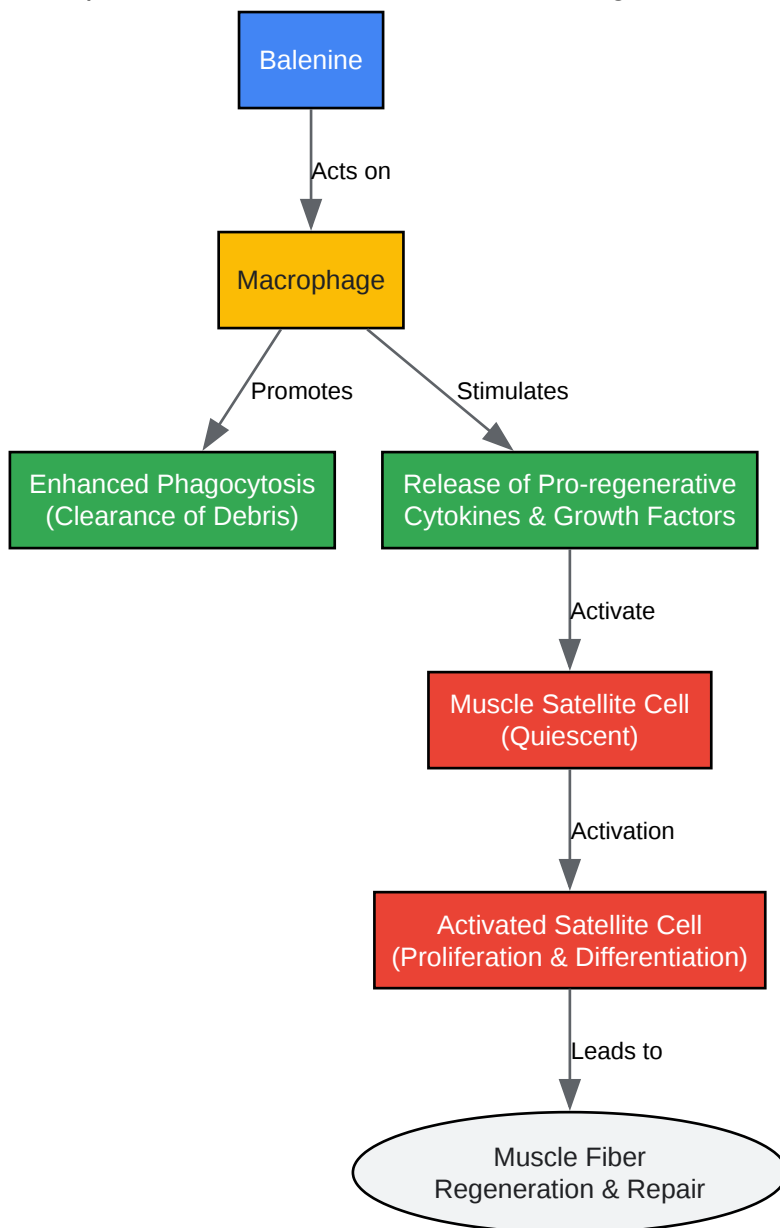 Balenine
Acts on
Macrophage
Promotes
Stimulates
Enhanced Phagocytosis
(Clearance of Debris)
Release of Pro-regenerative
Cytokines & Growth Factors
Activate
Muscle Satellite Cell
(Quiescent)
Activation
Activated Satellite Cell
(Proliferation & Differentiation)
Leads to
Muscle Fiber
Regeneration & Repair